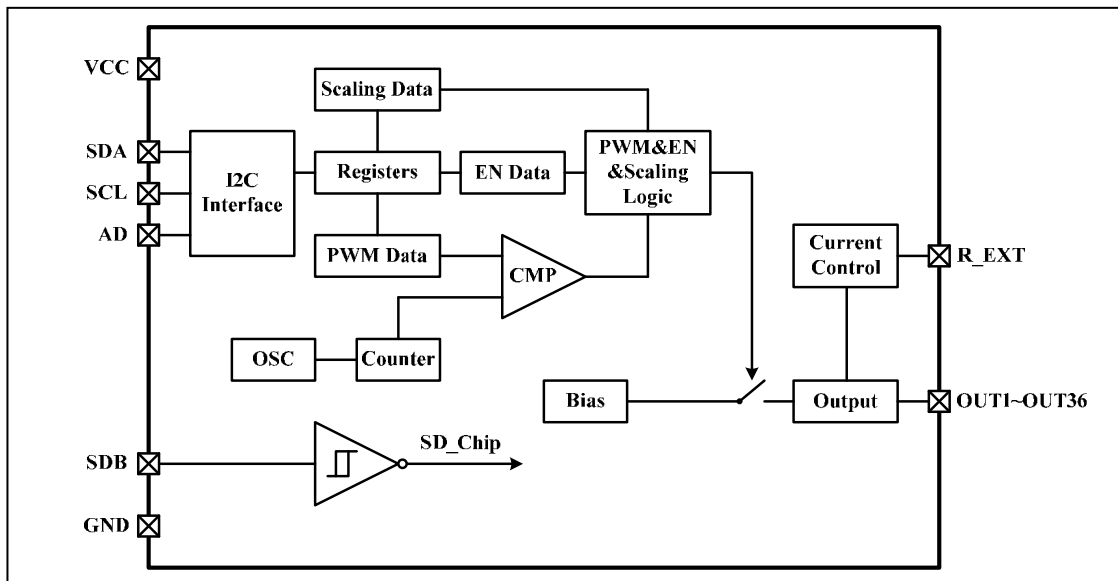 VCC
SDA
SCL
AD
SDB
GND
I2C
Interface
Scaling Data
Registers
PWM Data
EN Data
PWM&EN
&Scaling
Logic
CMP
OSC
Counter
Bias
SD_Chip
Current
Control
Output
R_EXT
OUT1~OUT36